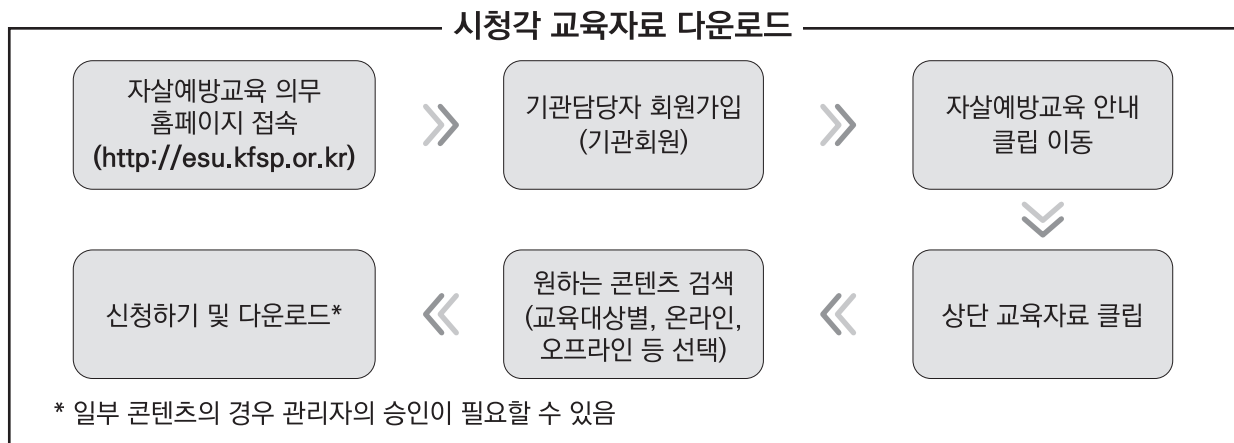 시청각 교육자료 다운로드
자살예방교육 의무
홈페이지 접속
(http://esu.kfsp.or.kr)
기관담당자 회원가입
(기관회원)
자살예방교육 안내
클립 이동
상단 교육자료 클립
원하는 콘텐츠 검색
(교육대상별, 온라인,
오프라인 등 선택)
신청하기 및 다운로드*
* 일부 콘텐츠의 경우 관리자의 승인이 필요할 수 있음